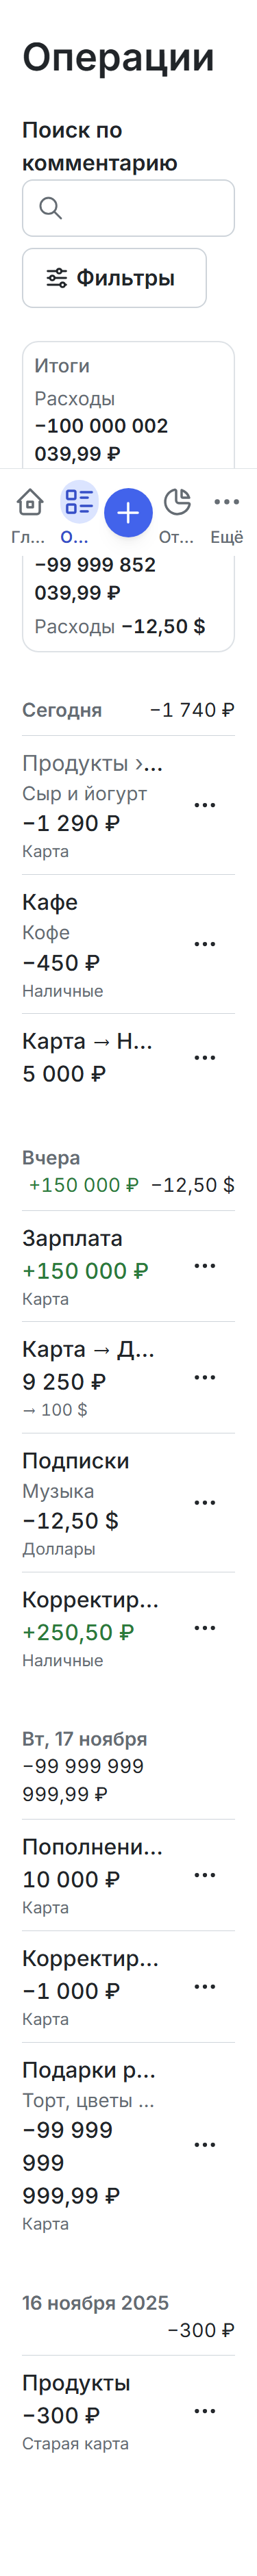 Операции
Поиск по
комментарию
Фильтры
Итоги
Расходы
−100 000 002
039,99 ₽
Гл...
О...
От...
Ещё
−99 999 852
039,99 ₽
Расходы −12,50 $
Сегодня −1 740 ₽
Продукты ›...
Сыр и йогурт
−1 290 ₽
Карта
Кафе
Кофе
−450 ₽
Наличные
Карта → Н...
5 000 ₽
Вчера
+150 000 ₽ −12,50 $
Зарплата
+150 000 ₽
Карта
Карта → Д...
9 250 ₽
→ 100 $
Подписки
Музыка
−12,50 $
Доллары
Корректир...
+250,50 ₽
Наличные
Вт, 17 ноября
−99 999 999
999,99 ₽
Пополнени...
10 000 ₽
Карта
Корректир...
−1 000 ₽
Карта
Подарки р...
Торт, цветы ...
−99 999
999
999,99 ₽
Карта
16 ноября 2025
−300 ₽
Продукты
−300 ₽
Старая карта